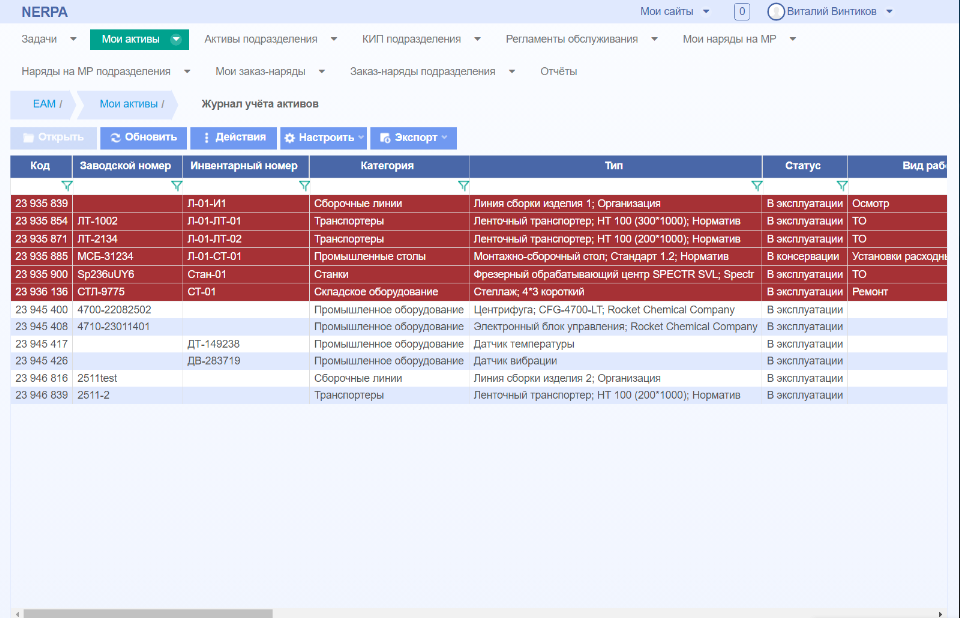 NERPA Мои сайты 0 Виталий Винтиков
Задачи Мои активы Активы подразделения КИП подразделения Регламенты обслуживания Мои наряды на МР
Наряды на МР подразделения Мои заказ-наряды Заказ-наряды подразделения Отчёты
EAM / Мои активы / Журнал учёта активов
Открыть Обновить Действия Настроить Экспорт
Код Заводской номер Инвентарный номер Категория Тип Статус Вид раб
23 935 839 Л-01-И1 Сборочные линии Линия сборки изделия 1; Организация В эксплуатации Осмотр
23 935 854 ЛТ-1002 Л-01-ЛТ-01 Транспортеры Ленточный транспортер; НТ 100 (300*1000); Норматив В эксплуатации ТО
23 935 871 ЛТ-2134 Л-01-ЛТ-02 Транспортеры Ленточный транспортер; НТ 100 (200*1000); Норматив В эксплуатации ТО
23 935 885 МСБ-31234 Л-01-СТ-01 Промышленные столы Монтажно-сборочный стол; Стандарт 1.2; Норматив В консервации Установки расходнь
23 935 900 Sp236uUY6 Стан-01 Станки Фрезерный обрабатывающий центр SPECTR SVL; Spectr В эксплуатации ТО
23 936 136 СТЛ-9775 СТ-01 Складское оборудование Стеллаж; 4*3 короткий В эксплуатации Ремонт
23 945 400 4700-22082502 Промышленное оборудование Центрифуга; CFG-4700-LT; Rocket Chemical Company В эксплуатации
23 945 408 4710-23011401 Промышленное оборудование Электронный блок управления; Rocket Chemical Company В эксплуатации
23 945 417 ДТ-149238 Промышленное оборудование Датчик температуры В эксплуатации
23 945 426 ДВ-283719 Промышленное оборудование Датчик вибрации В эксплуатации
23 946 816 2511test Сборочные линии Линия сборки изделия 2; Организация В эксплуатации
23 946 839 2511-2 Транспортеры Ленточный транспортер; НТ 100 (200*1000); Норматив В эксплуатации